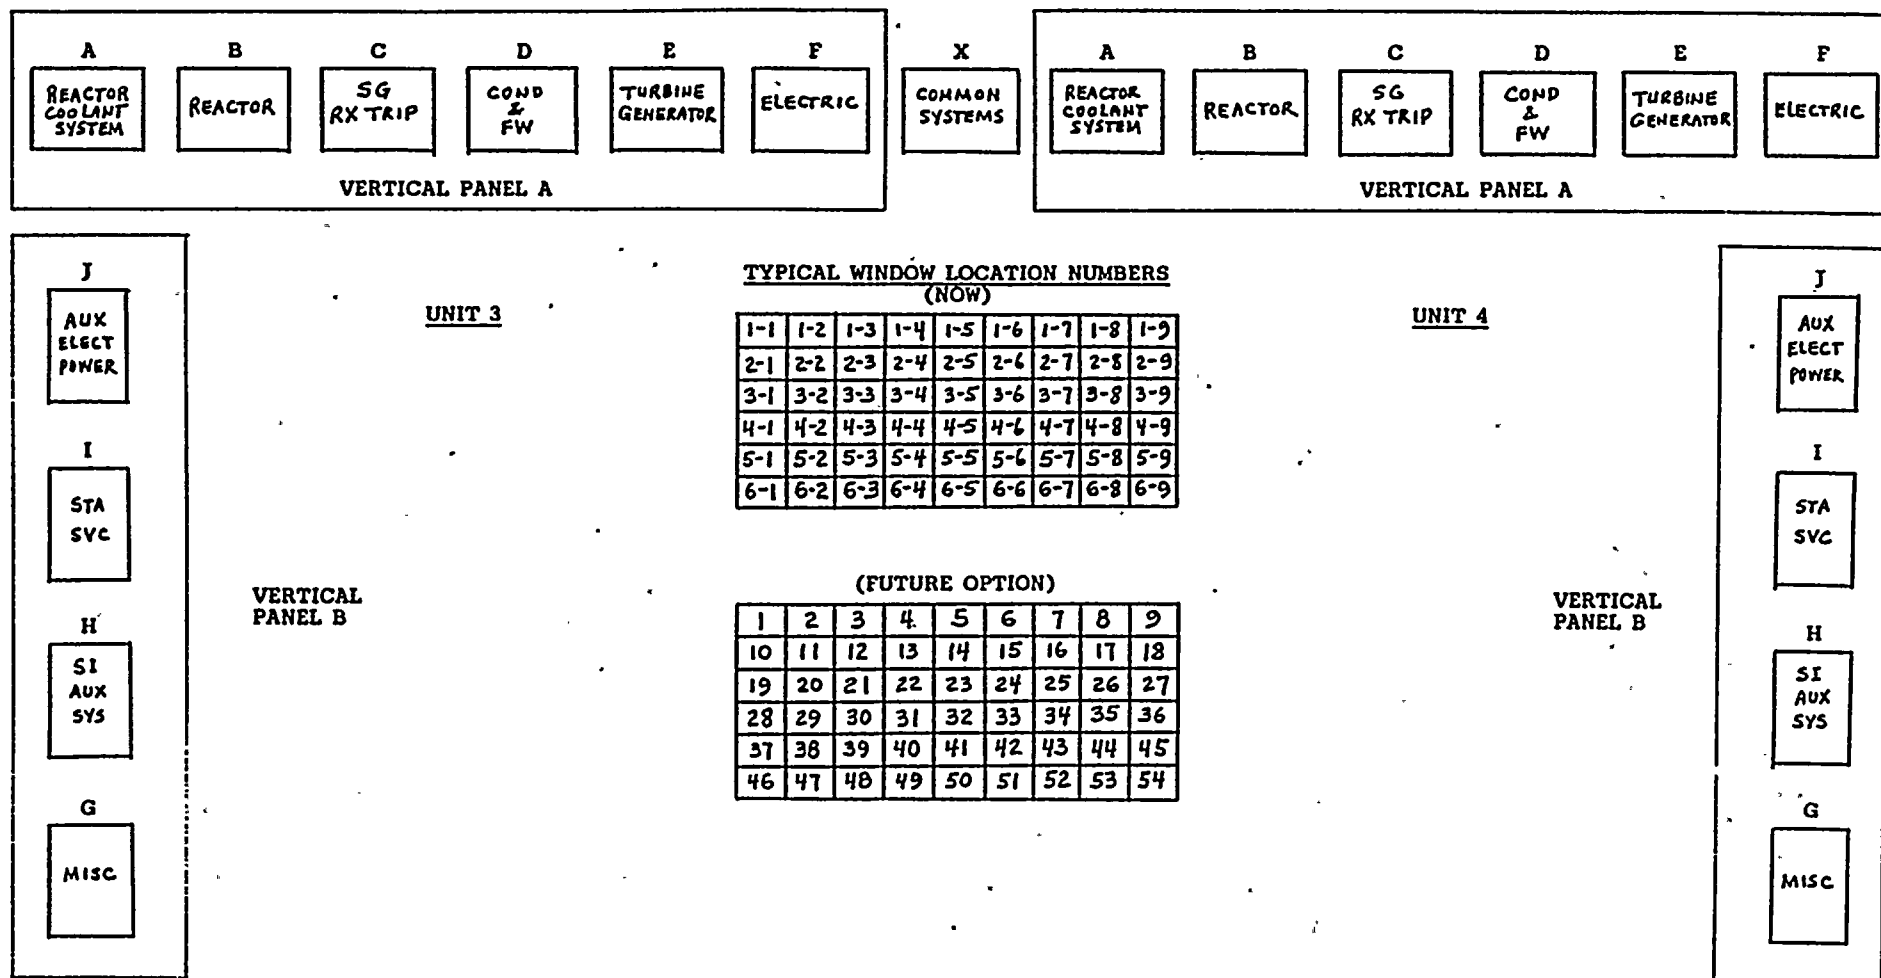 A B C D E F X A B C D E F
REACTOR
COOLANT
SYSTEM
REACTOR
SG
RX TRIP
COND
&
FW
TURBINE
GENERATOR
ELECTRIC
VERTICAL PANEL A
COMMON
SYSTEMS
REACTOR
COOLANT
SYSTEM
REACTOR
SG
RX TRIP
COND
&
FW
TURBINE
GENERATOR
ELECTRIC
VERTICAL PANEL A
J
AUX
ELECT
POWER
I
STA
SVC
H
SI
AUX
SYS
G
MISC
VERTICAL
PANEL B
UNIT 3
TYPICAL WINDOW LOCATION NUMBERS
(NOW)
1-1 1-2 1-3 1-4 1-5 1-6 1-7 1-8 1-9
2-1 2-2 2-3 2-4 2-5 2-6 2-7 2-8 2-9
3-1 3-2 3-3 3-4 3-5 3-6 3-7 3-8 3-9
4-1 4-2 4-3 4-4 4-5 4-6 4-7 4-8 4-9
5-1 5-2 5-3 5-4 5-5 5-6 5-7 5-8 5-9
6-1 6-2 6-3 6-4 6-5 6-6 6-7 6-8 6-9
(FUTURE OPTION)
1 2 3 4 5 6 7 8 9
10 11 12 13 14 15 16 17 18
19 20 21 22 23 24 25 26 27
28 29 30 31 32 33 34 35 36
37 38 39 40 41 42 43 44 45
46 47 48 49 50 51 52 53 54
UNIT 4
VERTICAL
PANEL B
J
AUX
ELECT
POWER
I
STA
SVC
H
SI
AUX
SYS
G
MISC